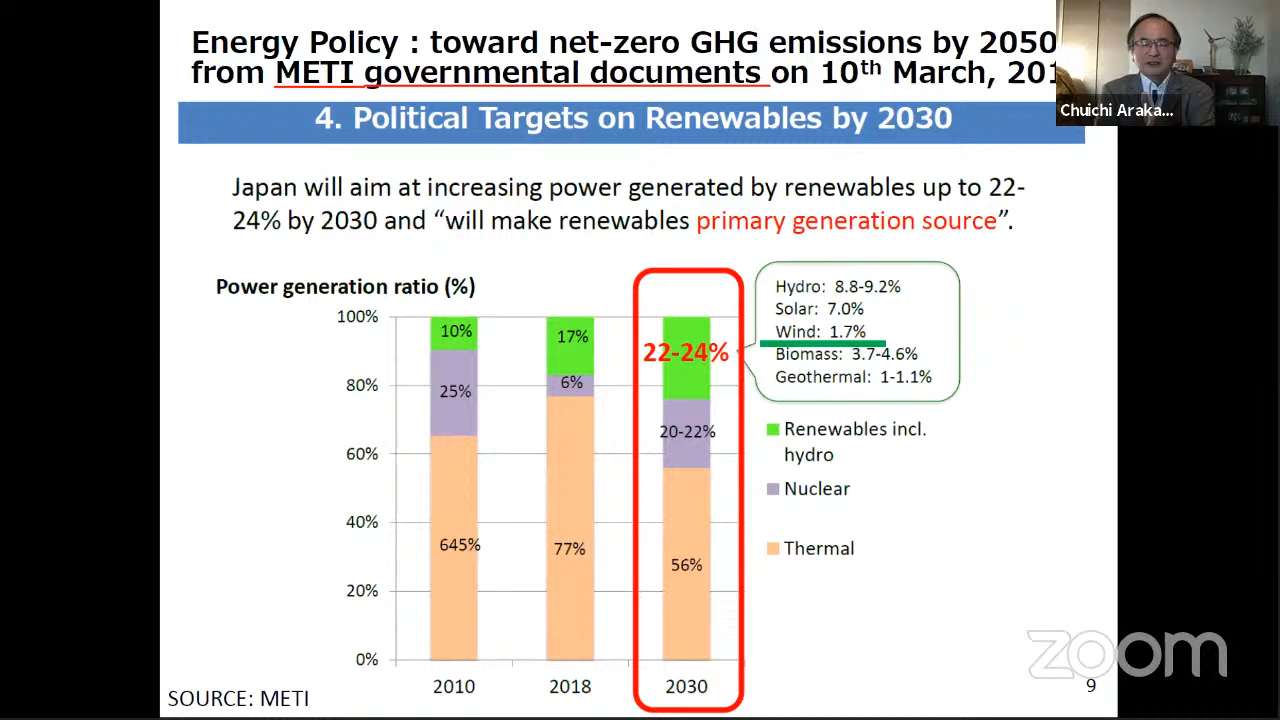 Energy Policy : toward net-zero GHG emissions by 2050
from METI governmental documents on 10th March, 201
Chuichi Araka...
4. Political Targets on Renewables by 2030
Japan will aim at increasing power generated by renewables up to 22-
24% by 2030 and “will make renewables primary generation source”.
Power generation ratio (%)
Hydro: 8.8-9.2%
Solar: 7.0%
Wind: 1.7%
Biomass: 3.7-4.6%
Geothermal: 1-1.1%
100%
80%
60%
40%
20%
0%
10%
25%
645%
17%
6%
77%
22-24%
20-22%
56%
Renewables incl.
hydro
Nuclear
Thermal
2010
2018
2030
SOURCE: METI
zoom
9